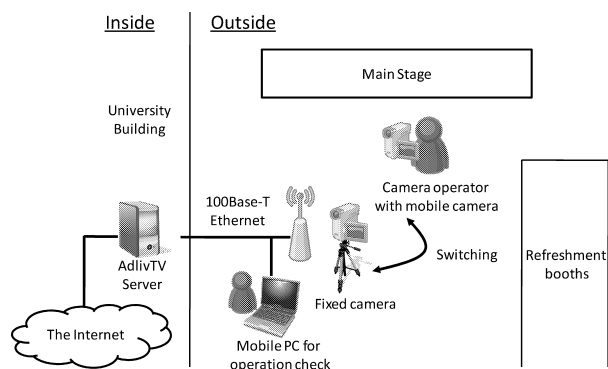 Inside
Outside
Main Stage
University
Building
Camera operator
with mobile camera
100Base-T
Ethernet
Switching
Refreshment
booths
AdlivTV
Server
Fixed camera
The Internet
Mobile PC for
operation check